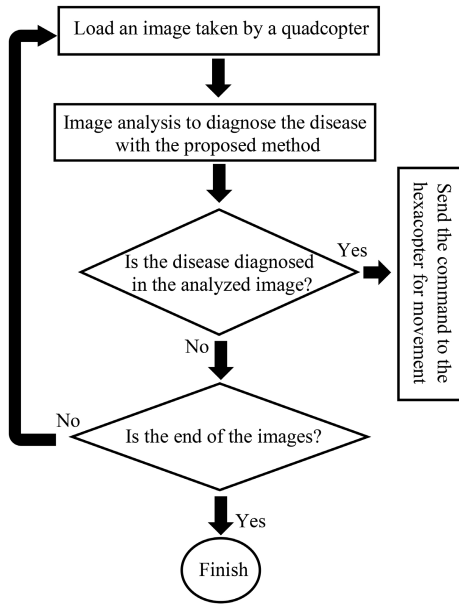 Load an image taken by a quadcopter
Image analysis to diagnose the disease
with the proposed method
Is the disease diagnosed
in the analyzed image?
Yes
Send the command to the
hexacopter for movement
No
Is the end of the images?
No
Yes
Finish